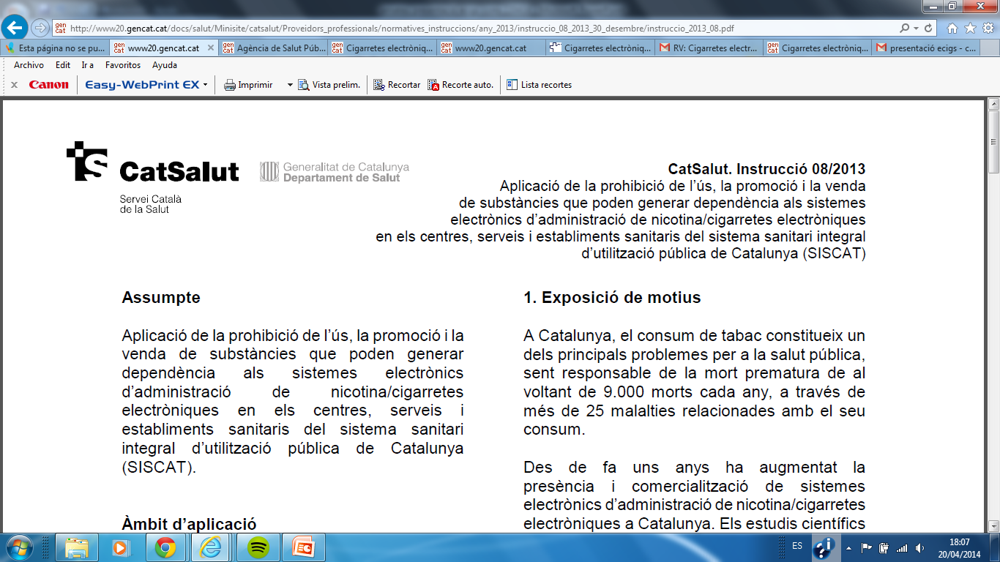 http://www20.gencat.cat/docs/salut/Minisite/catsalut/Proveidors_professionals/normatives_instruccions/any_2013/instruccio_08_2013_30_desembre/instruccio_2013_08.pdf
Esta página no se pu...
www20.gencat.cat
Agència de Salut Púb...
Cigarretes electròniq...
www20.gencat.cat
Cigarretes electròniq...
RV: Cigarretes electr...
Cigarretes electròniq...
presentació ecigs - c...
Archivo Edit Ir a Favoritos Ayuda
x Canon Easy-WebPrint EX Imprimir Vista prelim. Recortar Recorte auto. Lista recortes
CatSalut
Servei Català
de la Salut
Generalitat de Catalunya
Departament de Salut
CatSalut. Instrucció 08/2013
Aplicació de la prohibició de l’ús, la promoció i la venda
de substàncies que poden generar dependència als sistemes
electrònics d’administració de nicotina/cigarretes electròniques
en els centres, serveis i establiments sanitaris del sistema sanitari integral
d’utilització pública de Catalunya (SISCAT)
Assumpte
Aplicació de la prohibició de l’ús, la promoció i la
venda de substàncies que poden generar
dependència als sistemes electrònics
d’administració de nicotina/cigarretes
electròniques en els centres, serveis i
establiments sanitaris del sistema sanitari
integral d’utilització pública de Catalunya
(SISCAT).
Àmbit d’aplicació
1. Exposició de motius
A Catalunya, el consum de tabac constitueix un
dels principals problemes per a la salut pública,
sent responsable de la mort prematura de al
voltant de 9.000 morts cada any, a través de
més de 25 malalties relacionades amb el seu
consum.
Des de fa uns anys ha augmentat la
presència i comercialització de sistemes
electrònics d’administració de nicotina/cigarretes
electròniques a Catalunya. Els estudis científics
ES
18:07
20/04/2014